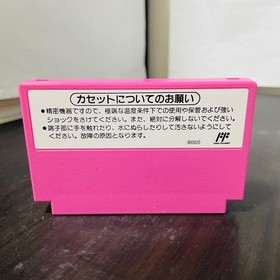 カセットについてのお願い
●精密機器ですので、極端な温度条件下での使用や保管および強い
ショックをさけてください。また、絶対に分解しないでください。
●端子部に手を触れたり、水にぬらしたりして汚さないようにして
ください。故障の原因となります。